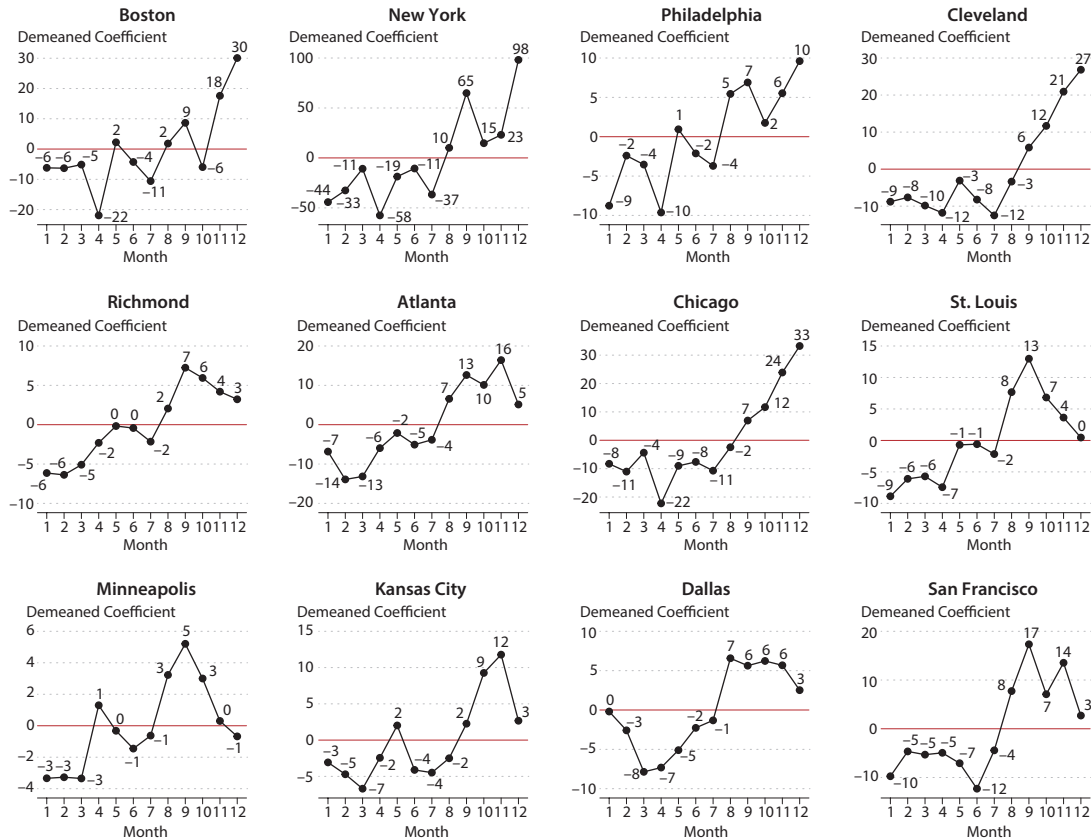 Boston
Demeaned Coefficient
30
20
10
0
−10
−20
−6 −6 −5 −22 2 −4 −11 2 9 −6 18 30
1 2 3 4 5 6 7 8 9 10 11 12
Month
New York
Demeaned Coefficient
100
50
0
−50
−44 −33 −11 −58 −19 −11 −37 10 65 15 23 98
1 2 3 4 5 6 7 8 9 10 11 12
Month
Philadelphia
Demeaned Coefficient
10
5
0
−5
−10
−9 −2 −4 −10 1 −2 −4 5 7 2 6 10
1 2 3 4 5 6 7 8 9 10 11 12
Month
Cleveland
Demeaned Coefficient
30
20
10
0
−10
−9 −8 −10 −12 −3 −8 −12 −3 6 12 21 27
1 2 3 4 5 6 7 8 9 10 11 12
Month
Richmond
Demeaned Coefficient
10
5
0
−5
−10
−6 −6 −5 −2 0 0 −2 2 7 6 4 3
1 2 3 4 5 6 7 8 9 10 11 12
Month
Atlanta
Demeaned Coefficient
20
10
0
−10
−20
−7 −14 −13 −6 −2 −5 −4 7 13 10 16 5
1 2 3 4 5 6 7 8 9 10 11 12
Month
Chicago
Demeaned Coefficient
30
20
10
0
−10
−20
−8 −11 −4 −22 −9 −8 −11 −2 7 12 24 33
1 2 3 4 5 6 7 8 9 10 11 12
Month
St. Louis
Demeaned Coefficient
15
10
5
0
−5
−10
−9 −6 −6 −7 −1 −1 −2 8 13 7 4 0
1 2 3 4 5 6 7 8 9 10 11 12
Month
Minneapolis
Demeaned Coefficient
6
4
2
0
−2
−4
−3 −3 −3 1 0 −1 −1 3 5 3 0 −1
1 2 3 4 5 6 7 8 9 10 11 12
Month
Kansas City
Demeaned Coefficient
15
10
5
0
−5
−3 −5 −7 −2 2 −4 −4 −2 2 9 12 3
1 2 3 4 5 6 7 8 9 10 11 12
Month
Dallas
Demeaned Coefficient
10
5
0
−5
−10
0 −3 −8 −7 −5 −2 −1 7 6 6 6 3
1 2 3 4 5 6 7 8 9 10 11 12
Month
San Francisco
Demeaned Coefficient
20
10
0
−10
−10 −5 −5 −5 −7 −12 −4 8 17 7 14 3
1 2 3 4 5 6 7 8 9 10 11 12
Month